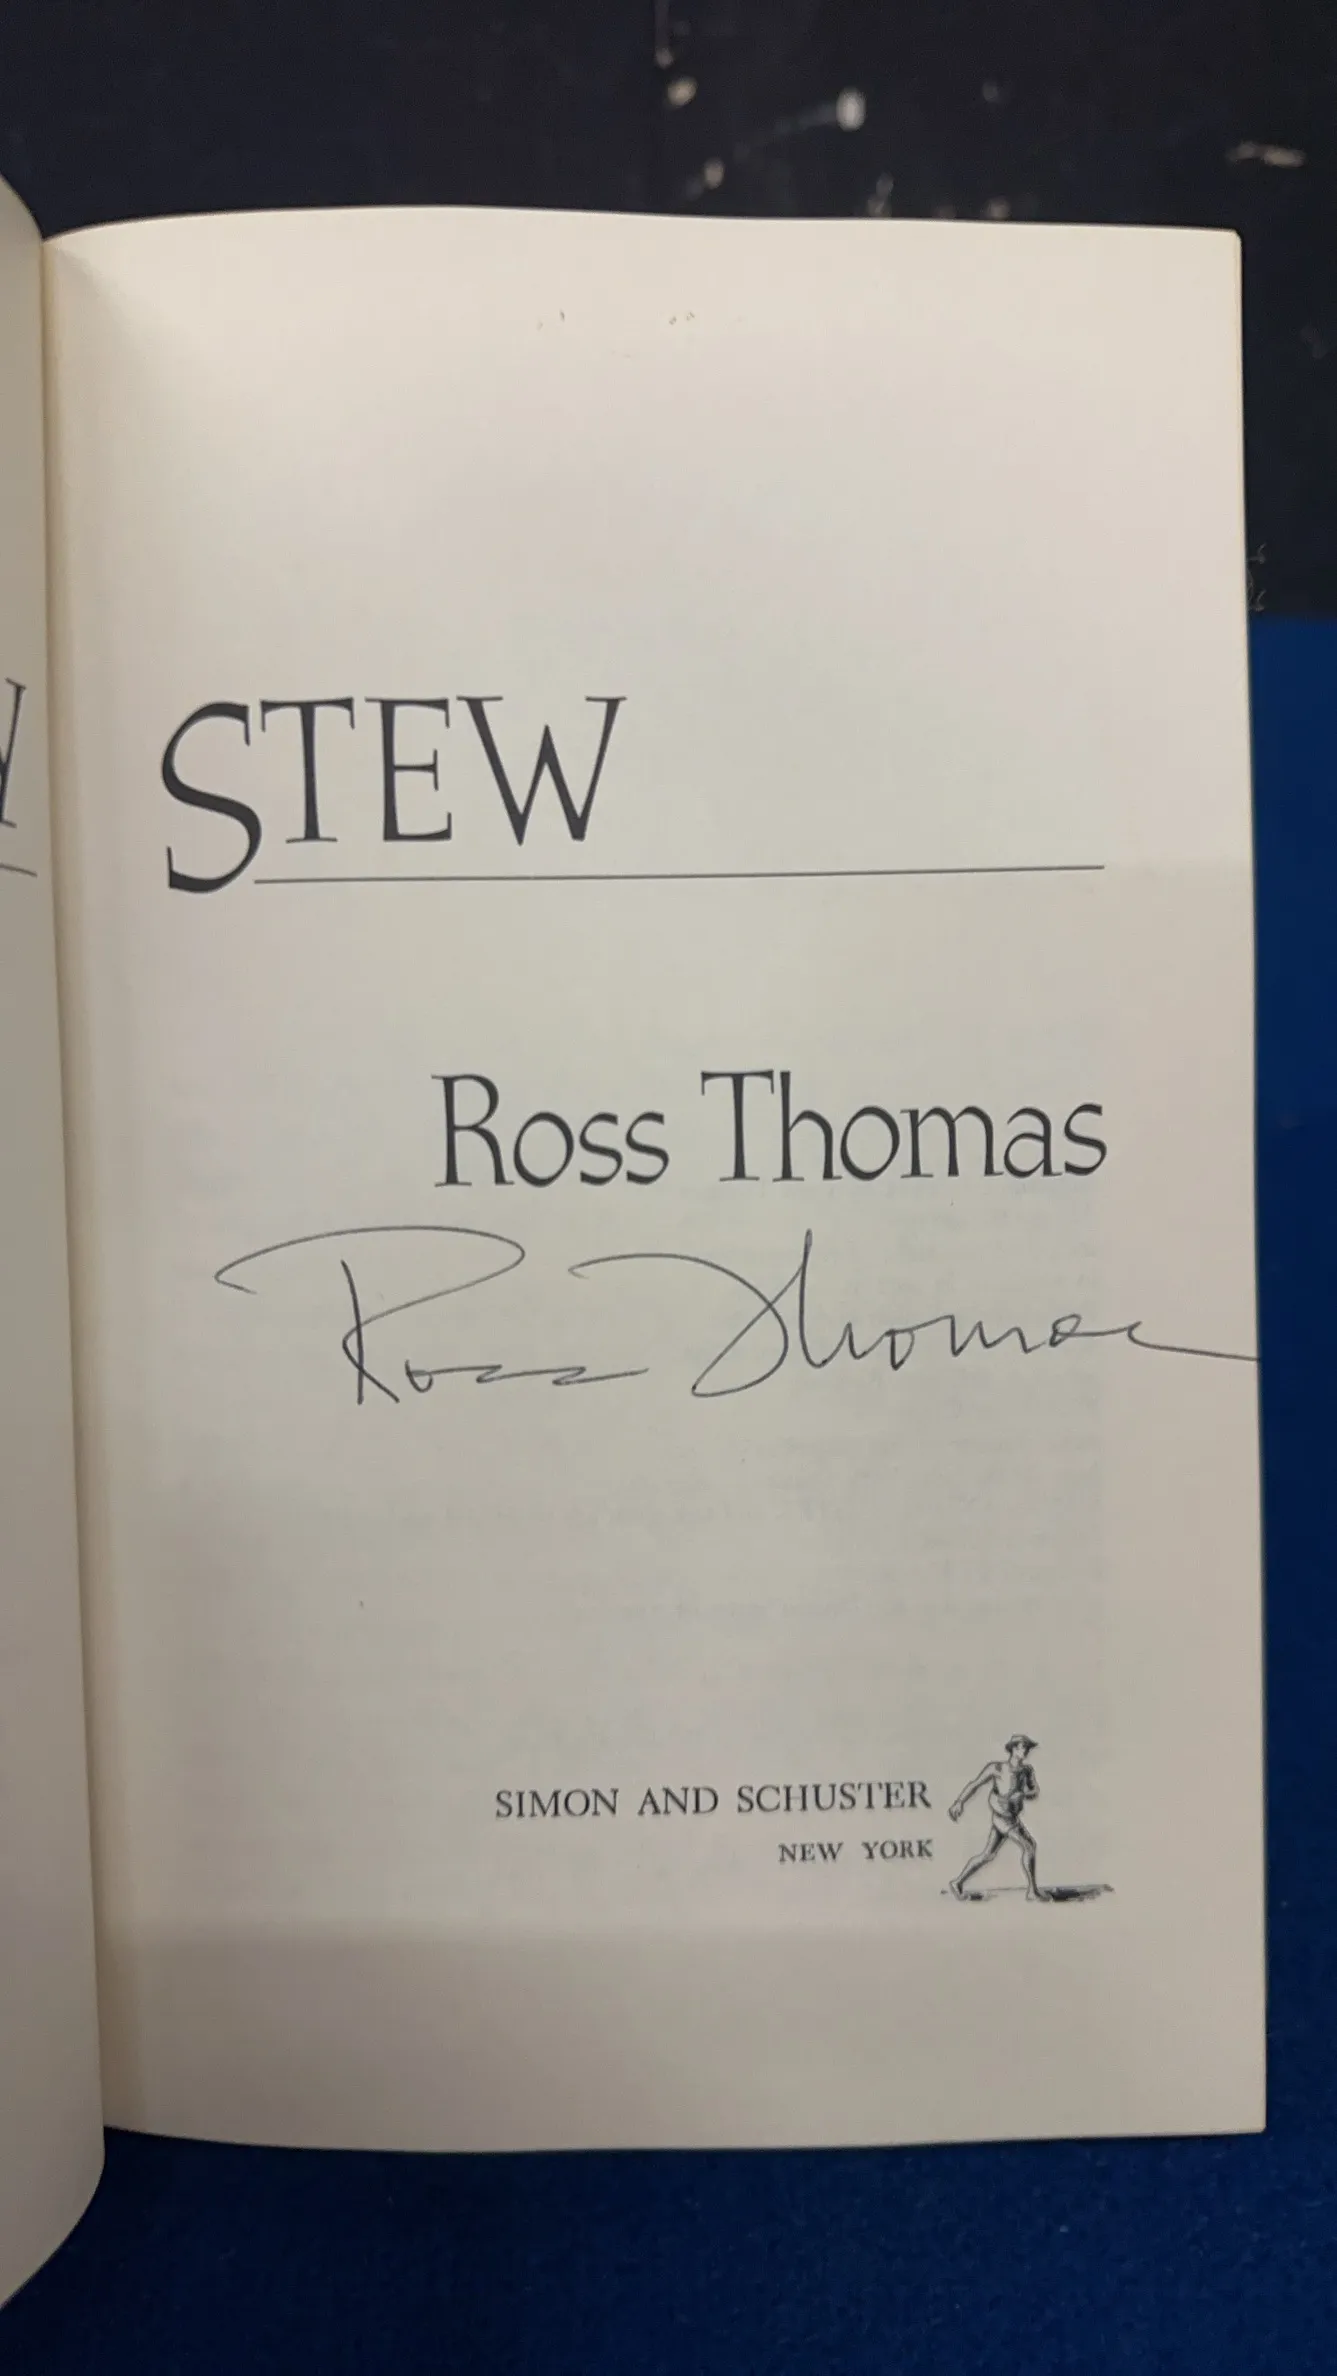 STEW
Ross Thomas
Ross Thomas
SIMON AND SCHUSTER
NEW YORK